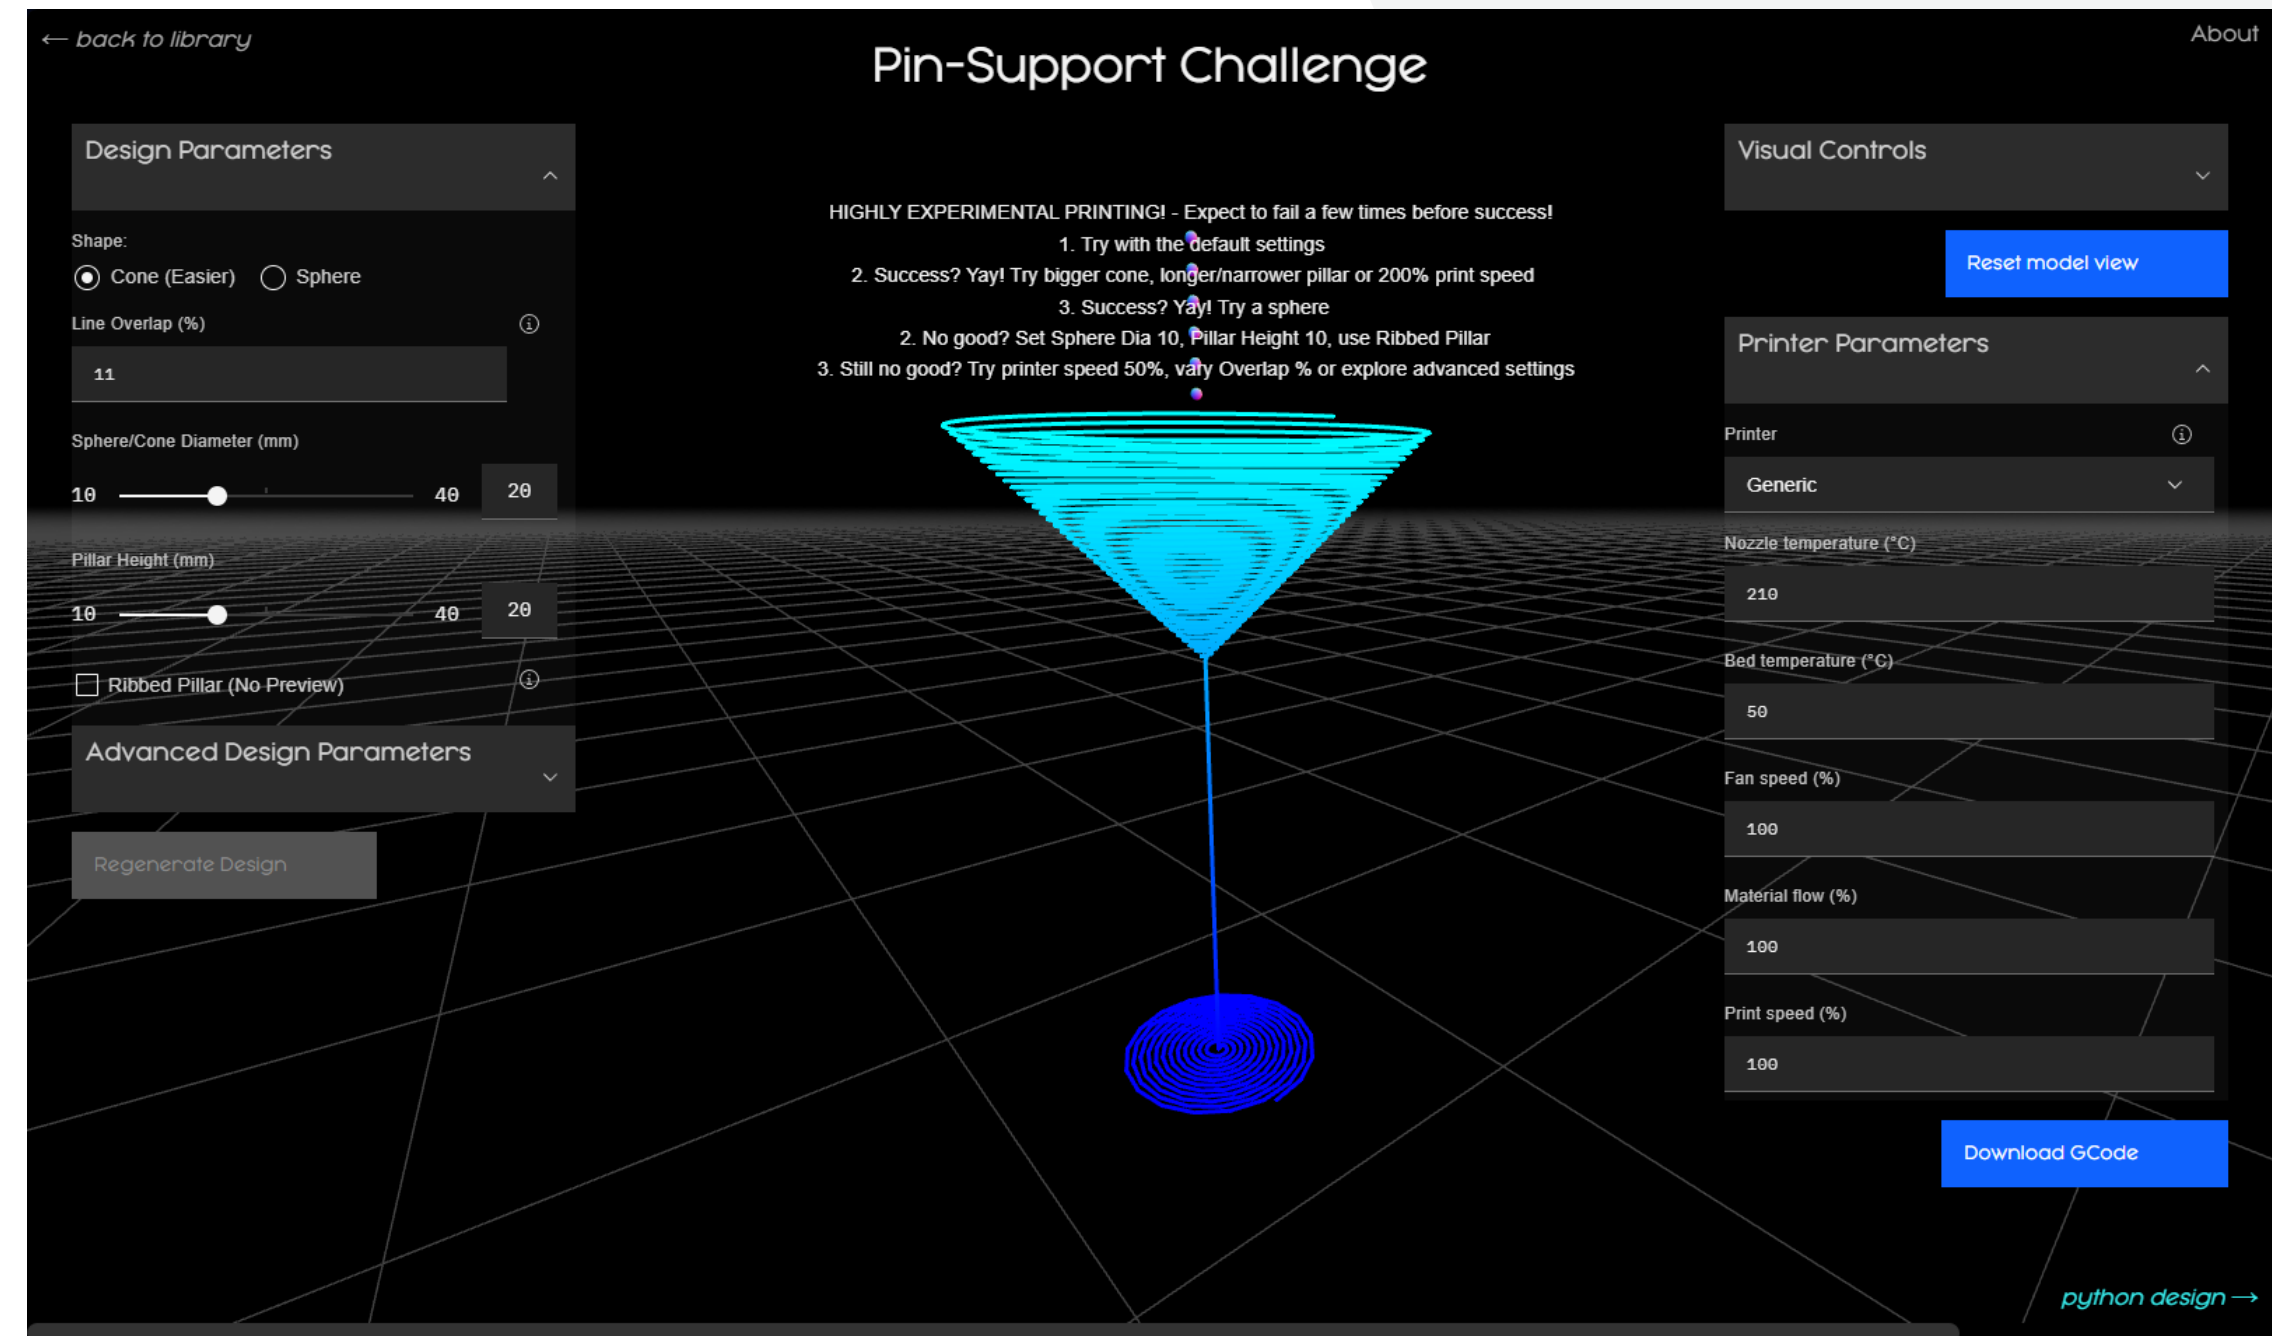 ← back to library
About
Pin-Support Challenge
Design Parameters
Shape:
Cone (Easier)
Sphere
Line Overlap (%)
11
Sphere/Cone Diameter (mm)
10
40
20
Pillar Height (mm)
10
40
20
Ribbed Pillar (No Preview)
Advanced Design Parameters
Regenerate Design
HIGHLY EXPERIMENTAL PRINTING! - Expect to fail a few times before success!
1. Try with the default settings
2. Success? Yay! Try bigger cone, longer/narrower pillar or 200% print speed
3. Success? Yay! Try a sphere
2. No good? Set Sphere Dia 10, Pillar Height 10, use Ribbed Pillar
3. Still no good? Try printer speed 50%, vary Overlap % or explore advanced settings
Visual Controls
Reset model view
Printer Parameters
Printer
Generic
Nozzle temperature (°C)
210
Bed temperature (°C)
50
Fan speed (%)
100
Material flow (%)
100
Print speed (%)
100
Download GCode
python design →